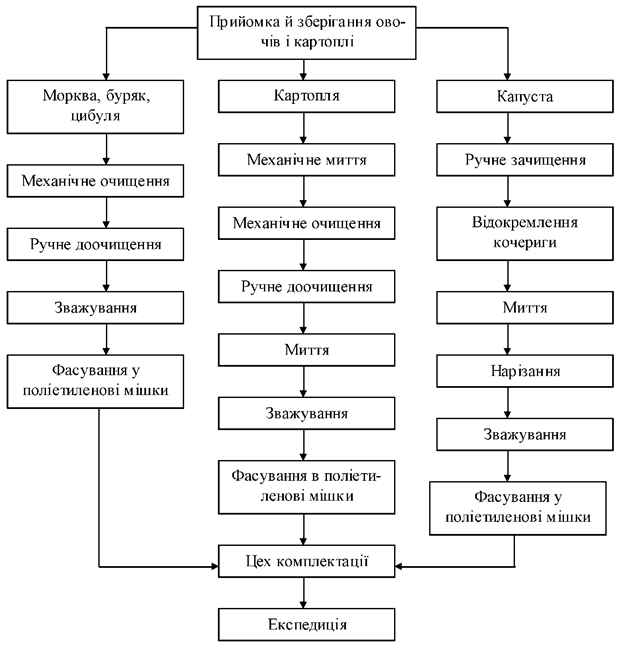 Прийомка й зберігання ово-
чів і картоплі
Морква, буряк,
цибуля
Механічне очищення
Ручне доочищення
Зважування
Фасування у
поліетиленові мішки
Картопля
Механічне миття
Механічне очищення
Ручне доочищення
Миття
Зважування
Фасування в поліети-
ленові мішки
Капуста
Ручне зачищення
Відокремлення
кочериги
Миття
Нарізання
Зважування
Фасування у
поліетиленові мішки
Цех комплектації
Експедиція